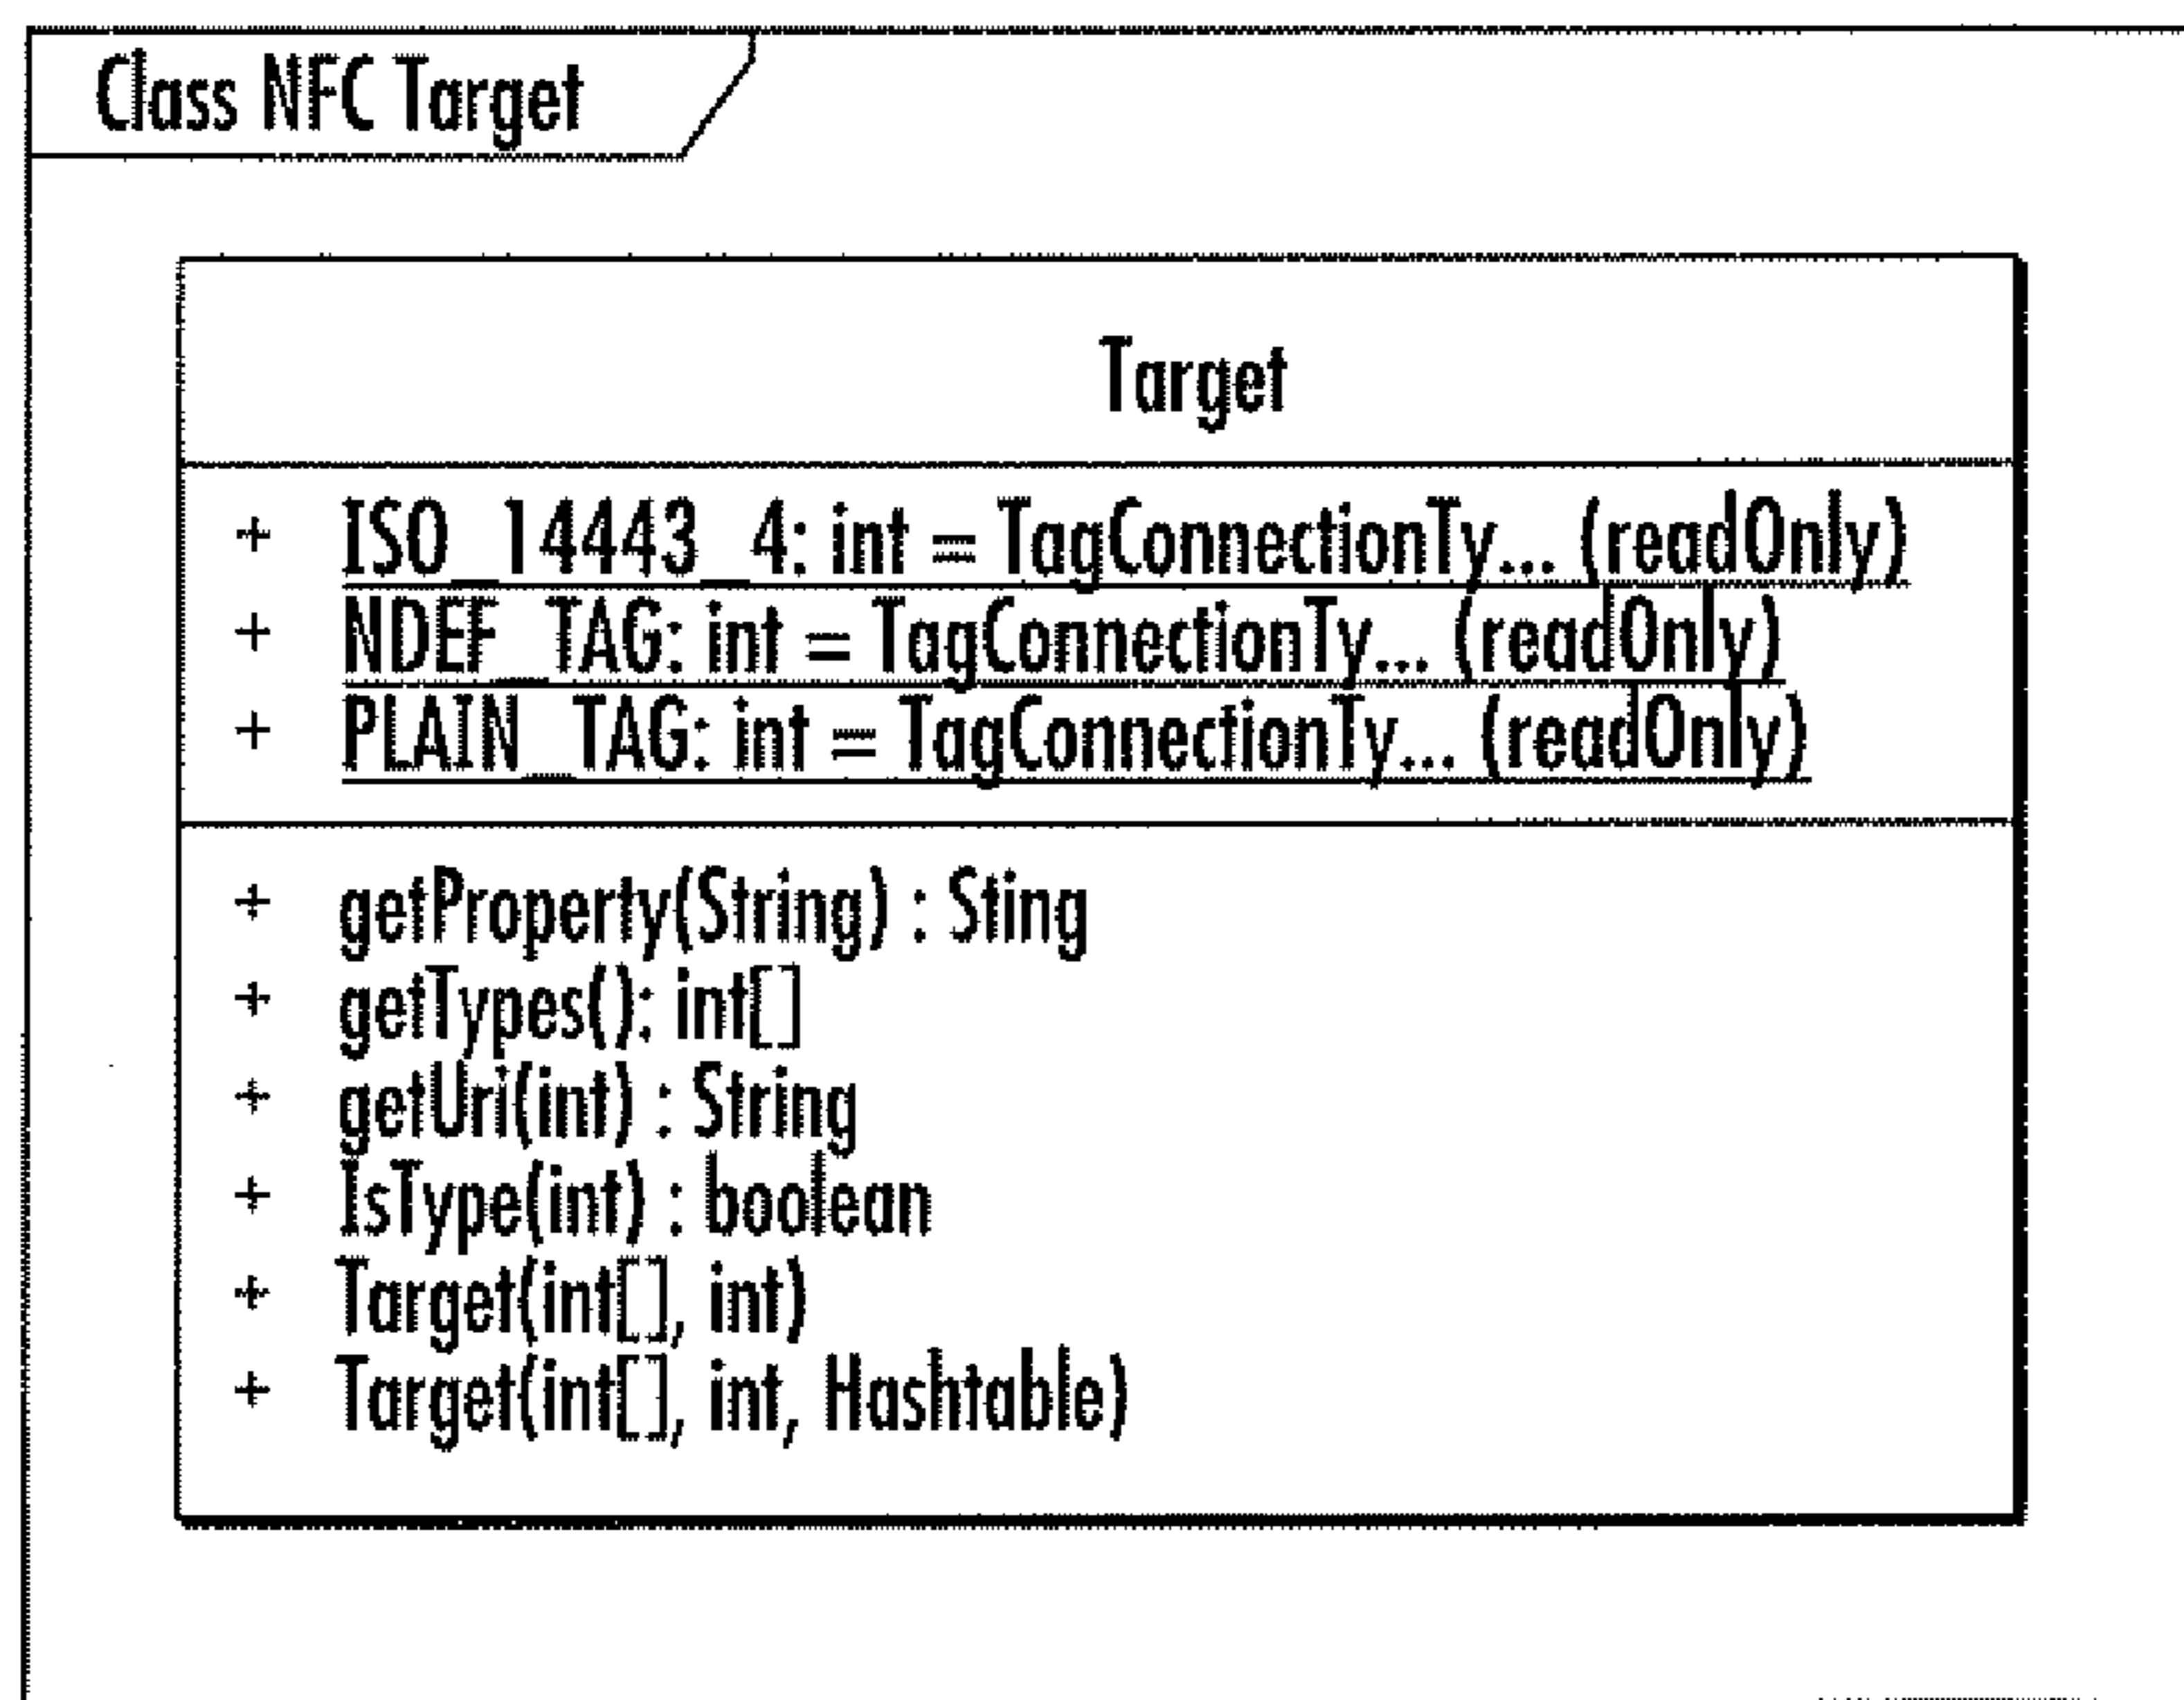 Class NFC Target
Target
+ ISO_14443_4: int = TagConnectionTy... (readOnly)
+ NDEF_TAG: int = TagConnectionTy... (readOnly)
+ PLAIN_TAG: int = TagConnectionTy... (readOnly)
+ getProperty(String) : Sting
+ getTypes(): int[]
+ getUri(int) : String
+ IsType(int) : boolean
+ Target(int[], int)
+ Target(int[], int, Hashtable)